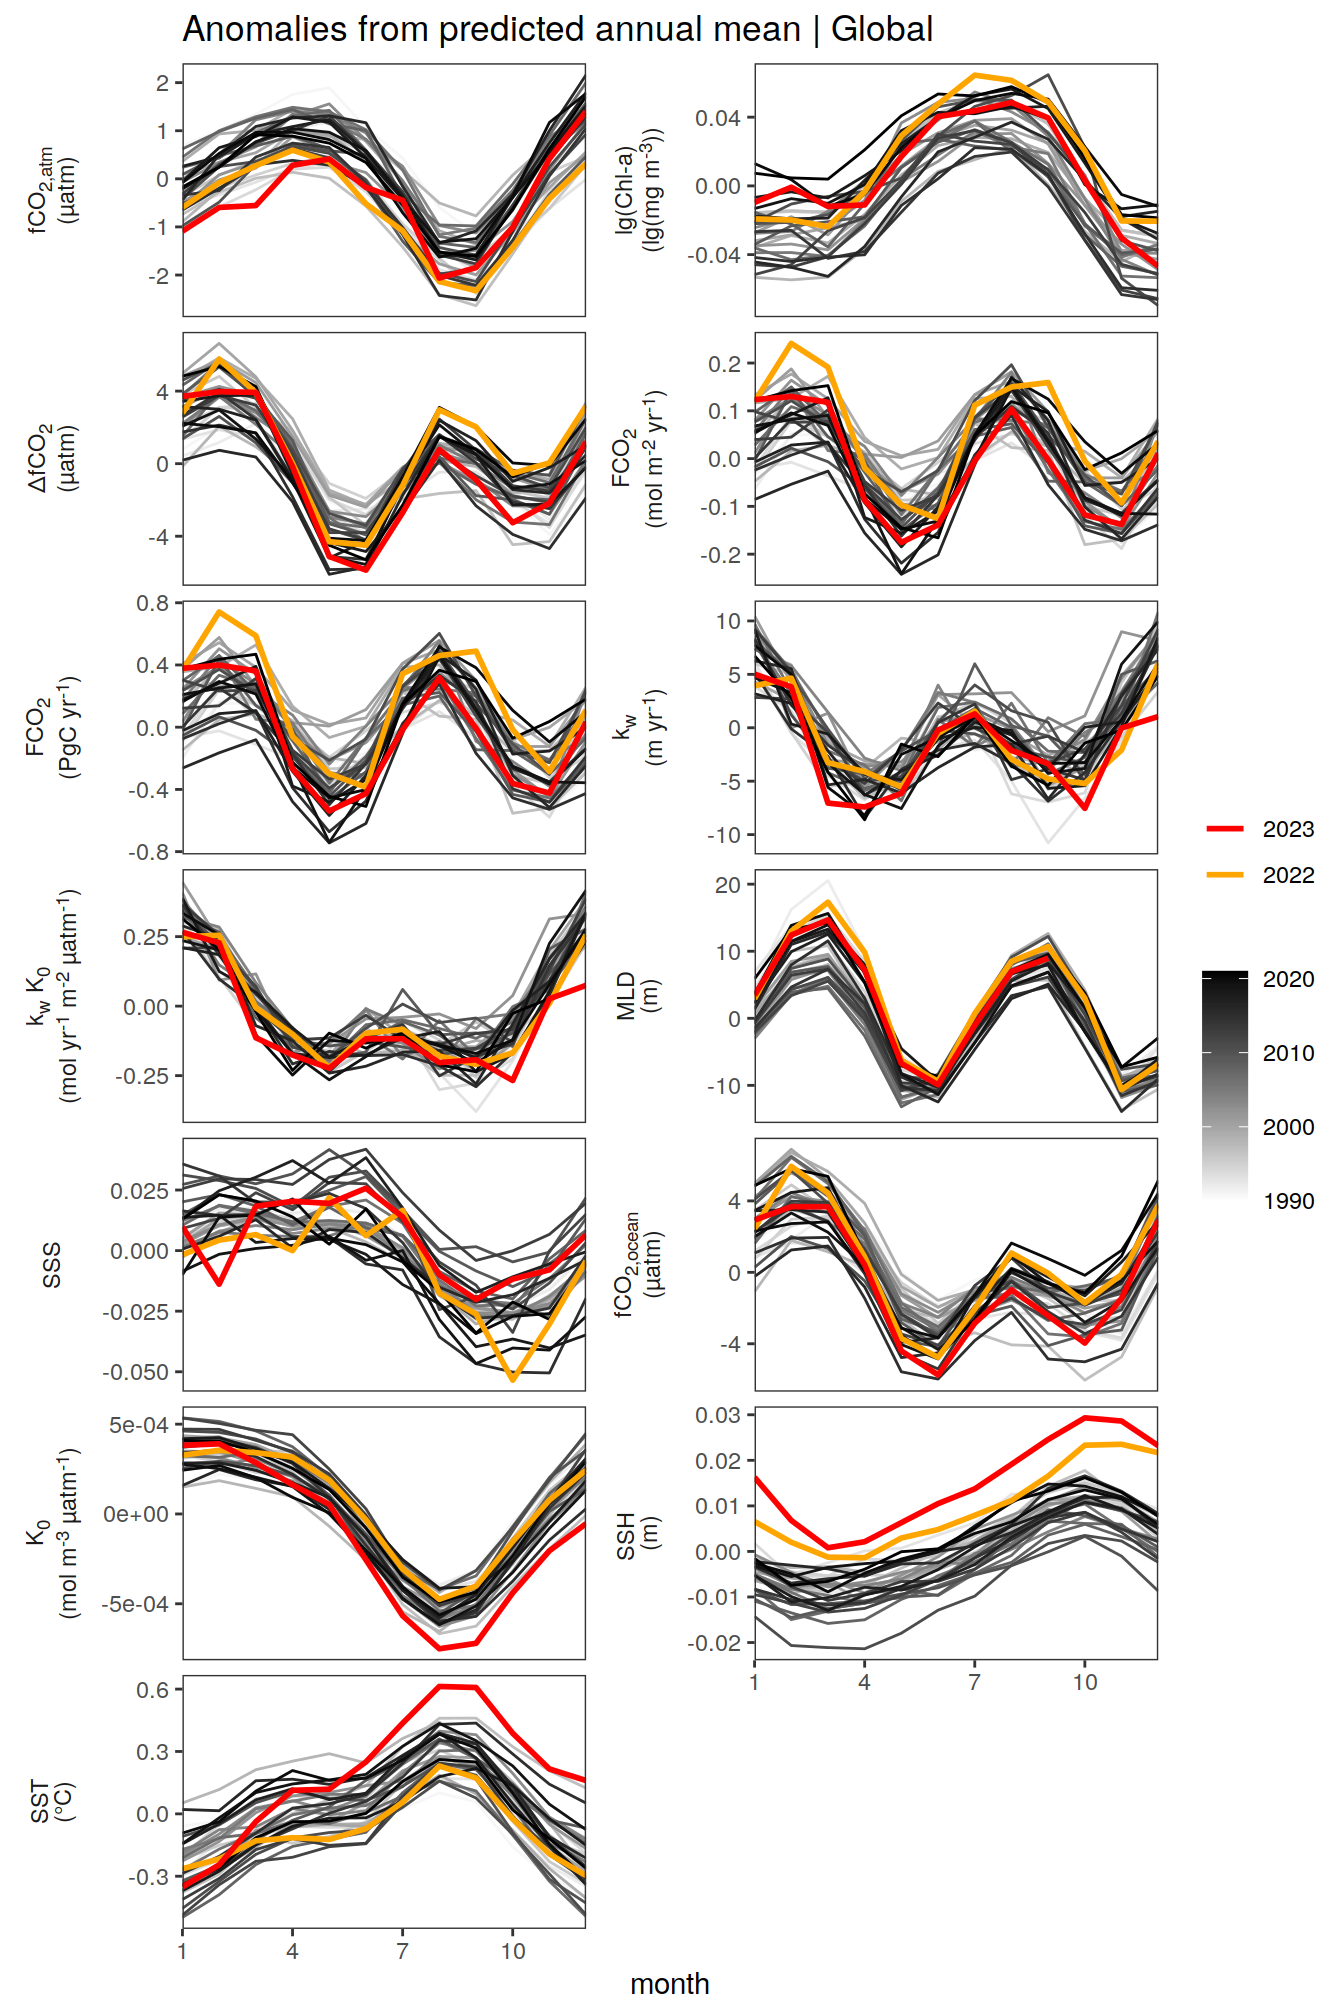 Anomalies from predicted annual mean | Global
fCO2,atm
(µatm)
2
1
0
-1
-2
lg(Chl-a)
(lg(mg m-3))
0.04
0.00
-0.04
ΔfCO2
(µatm)
4
0
-4
FCO2
(mol m-2 yr-1)
0.2
0.1
0.0
-0.1
-0.2
FCO2
(PgC yr-1)
0.8
0.4
0.0
-0.4
-0.8
kw
(m yr-1)
10
5
0
-5
-10
kw K0
(mol yr-1 m-2 µatm-1)
0.25
0.00
-0.25
MLD
(m)
20
10
0
-10
SSS
0.025
0.000
-0.025
-0.050
fCO2,ocean
(µatm)
4
0
-4
K0
(mol m-3 µatm-1)
5e-04
0e+00
-5e-04
SSH
(m)
0.03
0.02
0.01
0.00
-0.01
-0.02
1 4 7 10
SST
(°C)
0.6
0.3
0.0
-0.3
1 4 7 10
month
2023
2022
2020
2010
2000
1990